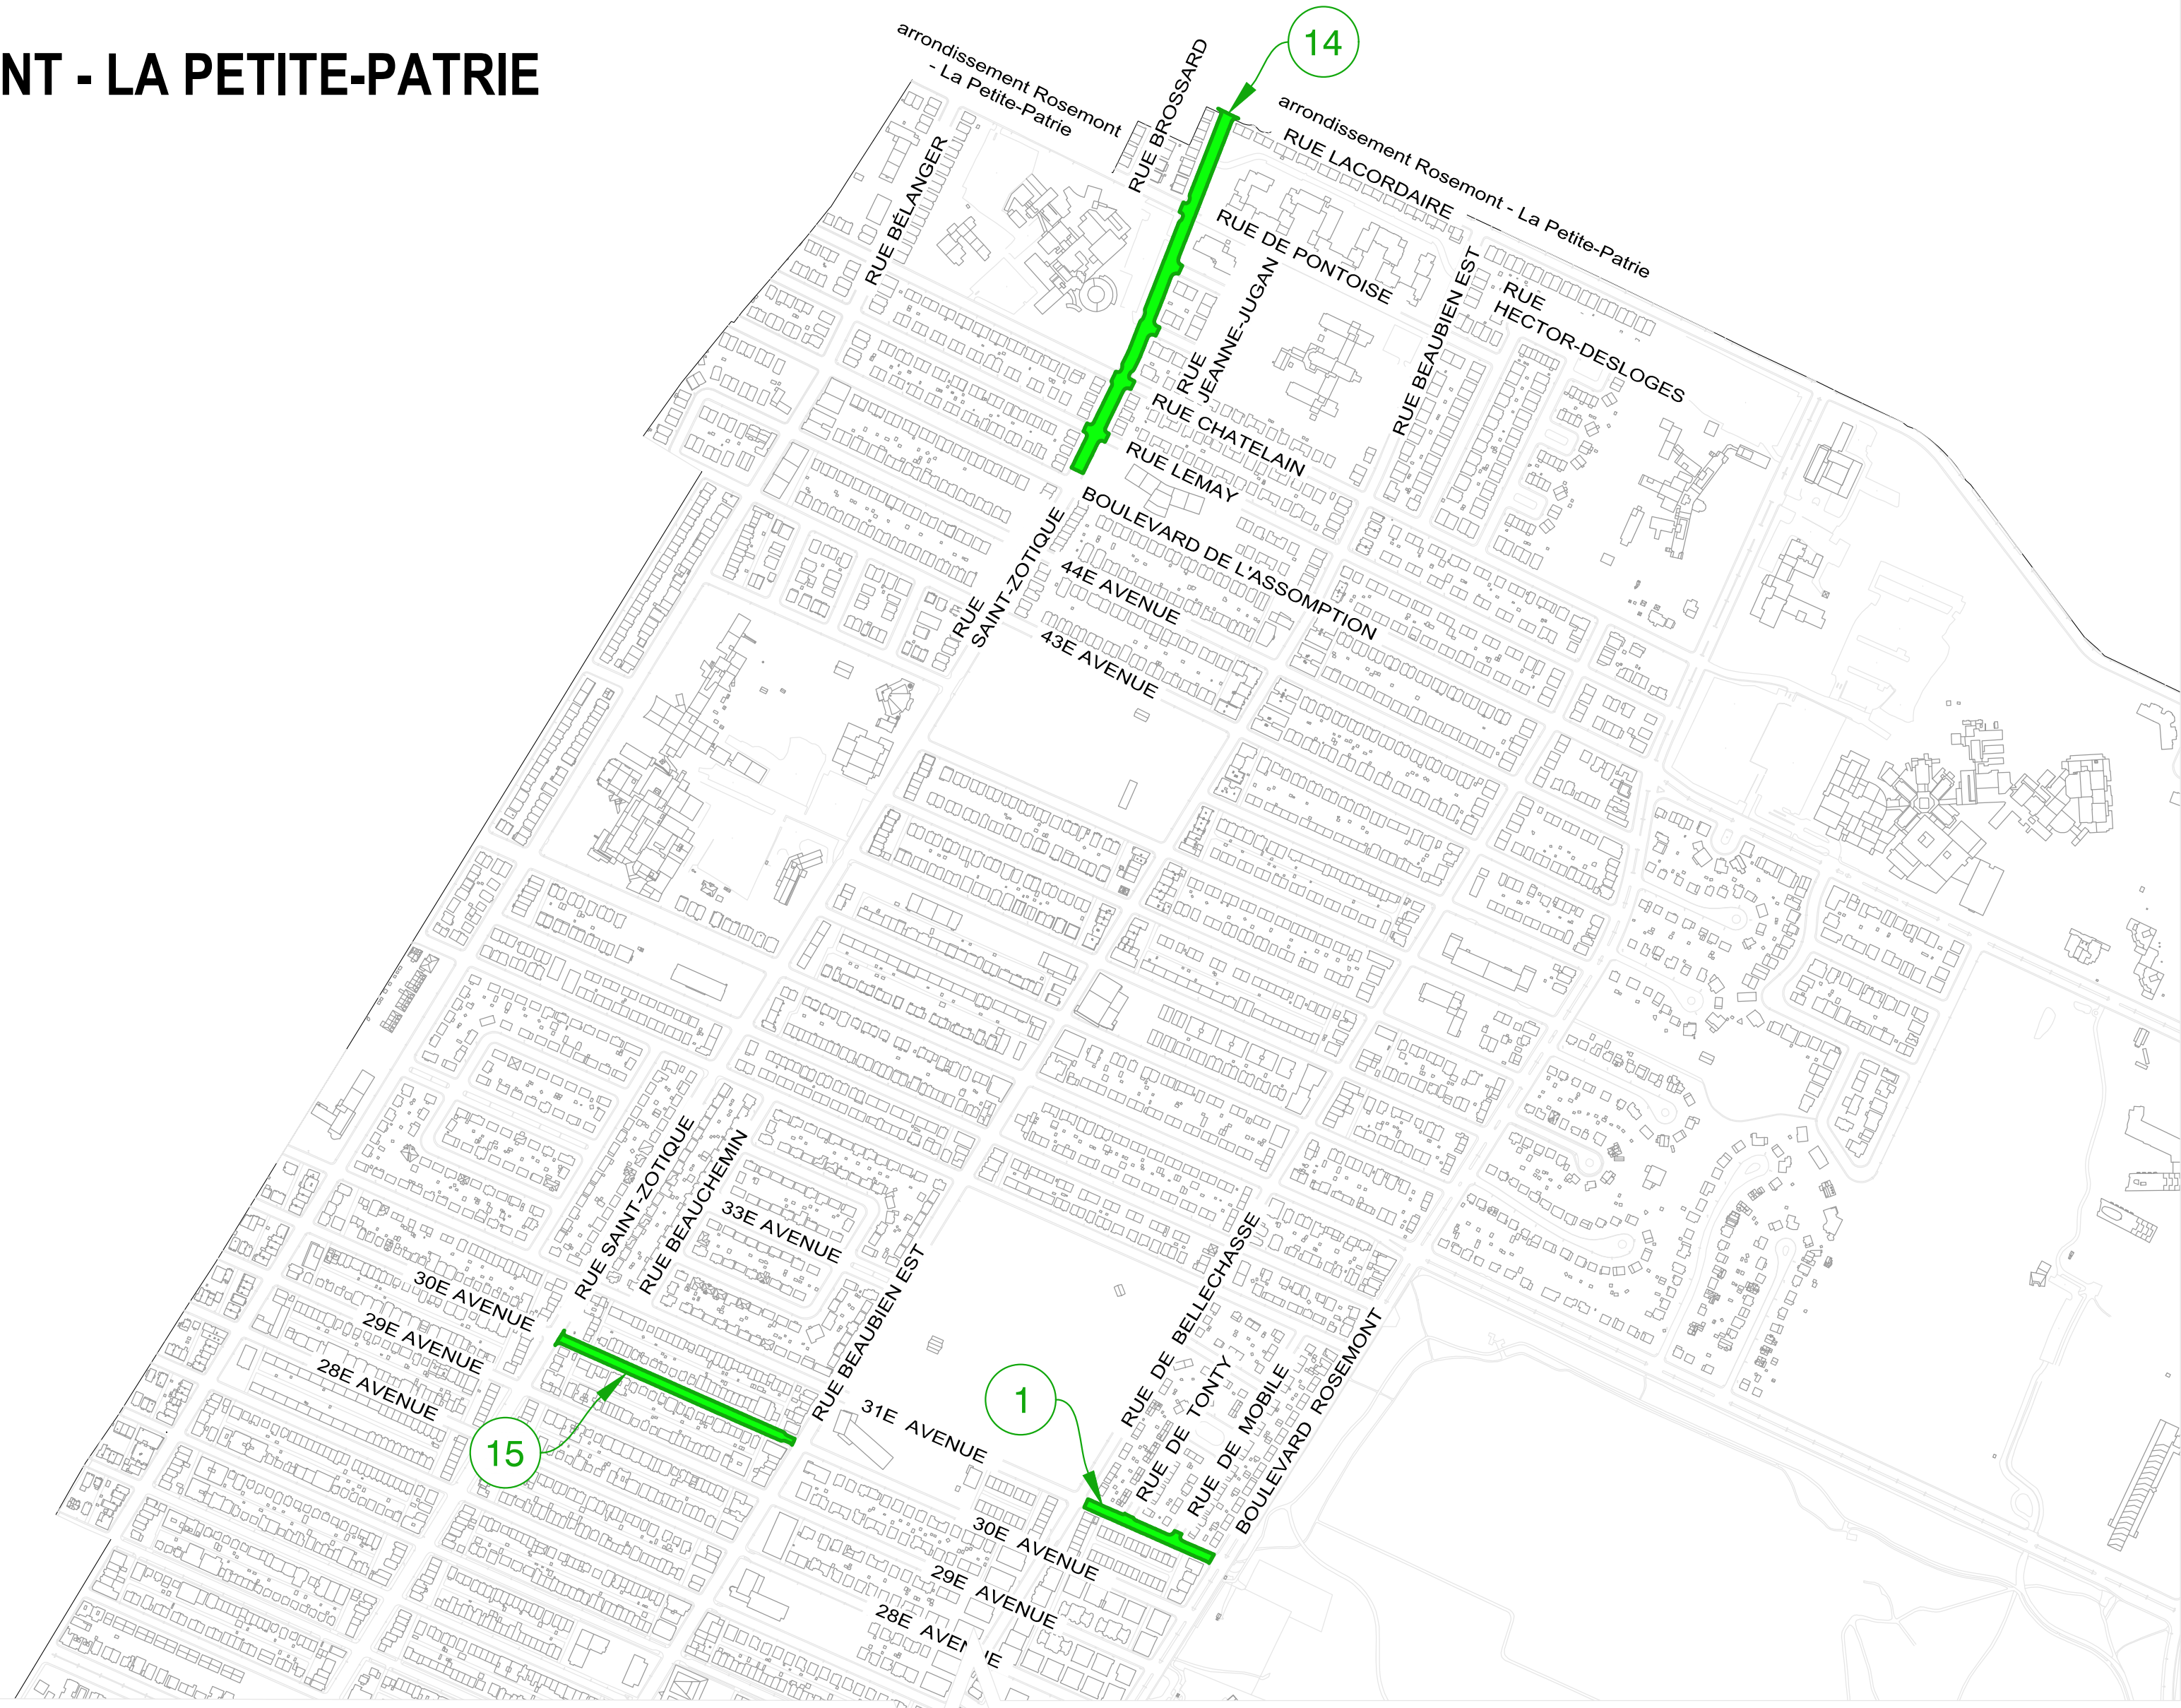 NT - LA PETITE-PATRIE
14
arrondissement Rosemont
- La Petite-Patrie
RUE BROSSARD
arrondissement Rosemont - La Petite-Patrie
RUE LACORDAIRE
RUE BÉLANGER
RUE DE PONTOISE
RUE
JEANNE-JUGAN
RUE BEAUBIEN EST
RUE
HECTOR-DESLOGES
RUE CHATELAIN
RUE LEMAY
BOULEVARD DE L'ASSOMPTION
RUE
SAINT-ZOTIQUE
44E AVENUE
43E AVENUE
RUE SAINT-ZOTIQUE
RUE BEAUCHEMIN
33E AVENUE
RUE BEAUBIEN EST
30E AVENUE
29E AVENUE
28E AVENUE
15
31E AVENUE
1
RUE DE BELLECHASSE
RUE DE TONTY
RUE DE MOBILE
BOULEVARD ROSEMONT
30E AVENUE
29E AVENUE
28E AVENUE